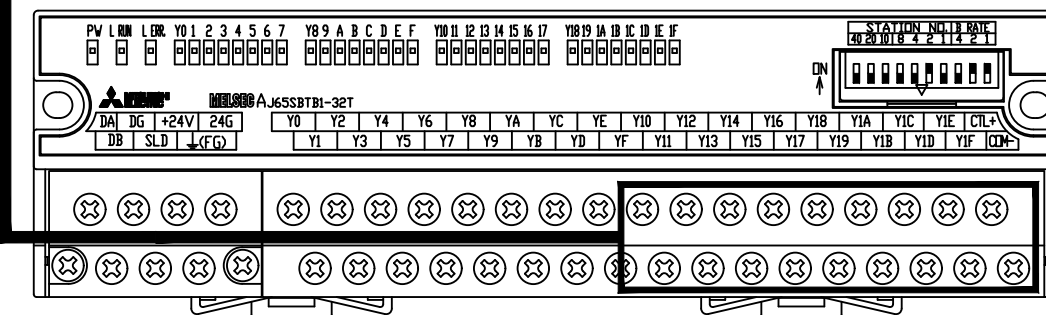 PW L RUN L ERR. Y0 1 2 3 4 5 6 7 Y8 9 A B C D E F Y10 11 12 13 14 15 16 17 Y18 19 1A 1B 1C 1D 1E 1F
STATION NO. B RATE
40 20 10 8 4 2 1 4 2 1
ON
MELSEC AJ65SBTB1-32T
DA DG +24V 24G Y0 Y2 Y4 Y6 Y8 YA YC YE Y10 Y12 Y14 Y16 Y18 Y1A Y1C Y1E CTL+
DB SLD (FG) Y1 Y3 Y5 Y7 Y9 YB YD YF Y11 Y13 Y15 Y17 Y19 Y1B Y1D Y1F COM-